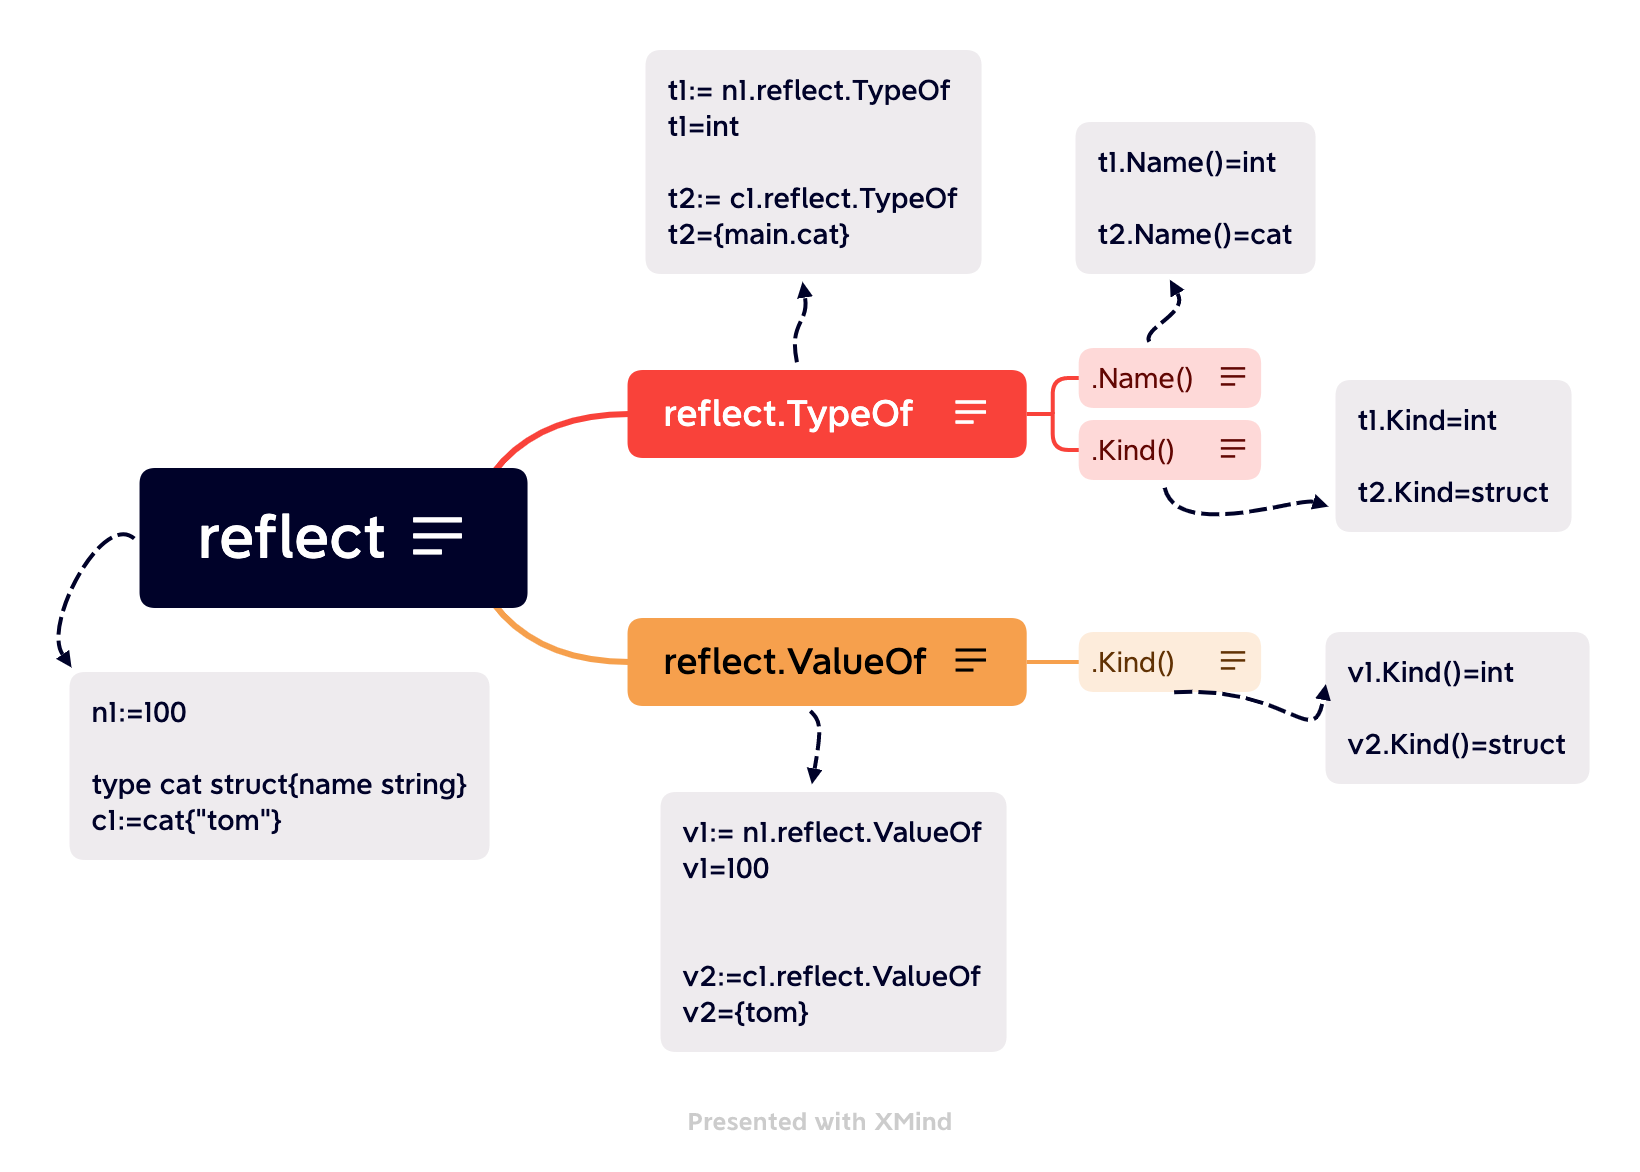 t1:= n1.reflect.TypeOf
t1=int
t2:= c1.reflect.TypeOf
t2={main.cat}
t1.Name()=int
t2.Name()=cat
.Name()
reflect.TypeOf
.Kind()
t1.Kind=int
t2.Kind=struct
reflect
reflect.ValueOf
.Kind()
v1.Kind()=int
v2.Kind()=struct
n1:=100
type cat struct{name string}
c1:=cat{"tom"}
v1:= n1.reflect.ValueOf
v1=100
v2:=c1.reflect.ValueOf
v2={tom}
Presented with XMind